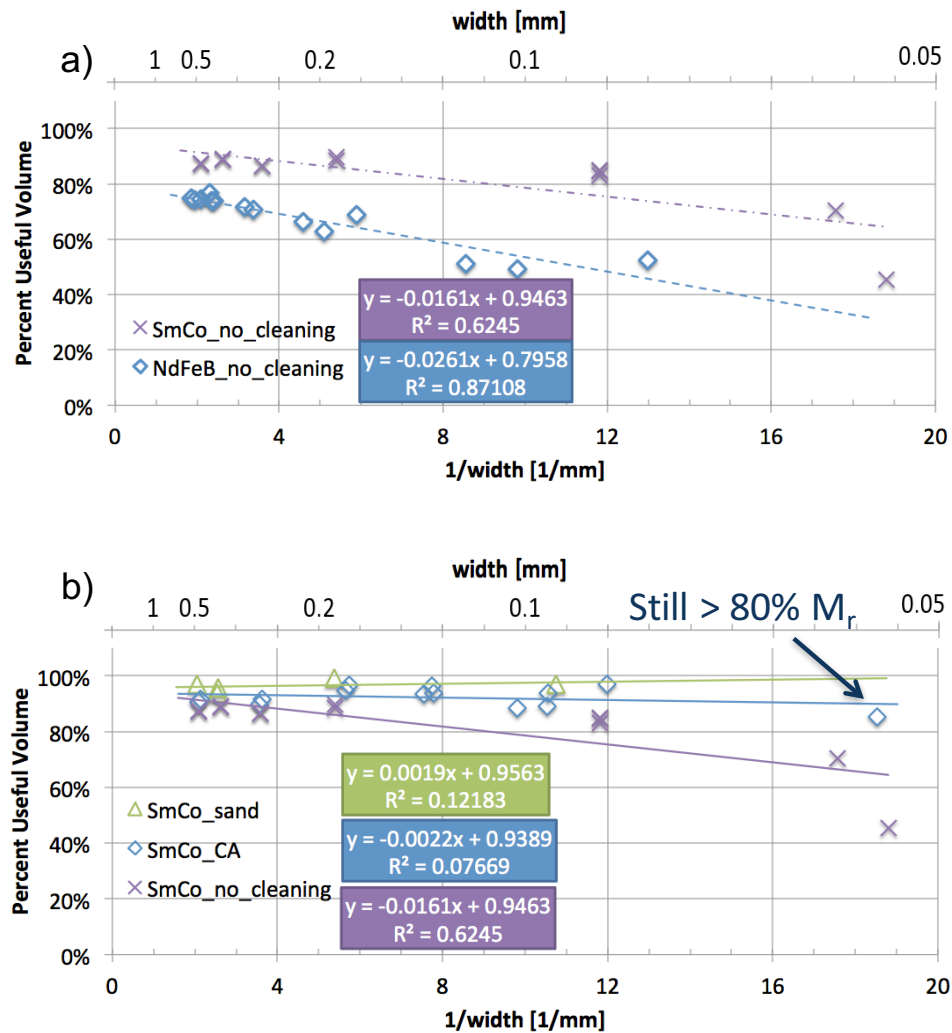 width [mm]
a)
1 0.5 0.2 0.1 0.05
100%
80%
60%
40%
20%
0%
Percent Useful Volume
SmCo_no_cleaning
NdFeB_no_cleaning
y = -0.0161x + 0.9463
R² = 0.6245
y = -0.0261x + 0.7958
R² = 0.87108
0 4 8 12 16 20
1/width [1/mm]
width [mm]
b)
1 0.5 0.2 0.1 0.05
Still > 80% Mr
100%
80%
60%
40%
20%
0%
Percent Useful Volume
SmCo_sand
SmCo_CA
SmCo_no_cleaning
y = 0.0019x + 0.9563
R² = 0.12183
y = -0.0022x + 0.9389
R² = 0.07669
y = -0.0161x + 0.9463
R² = 0.6245
0 4 8 12 16 20
1/width [1/mm]